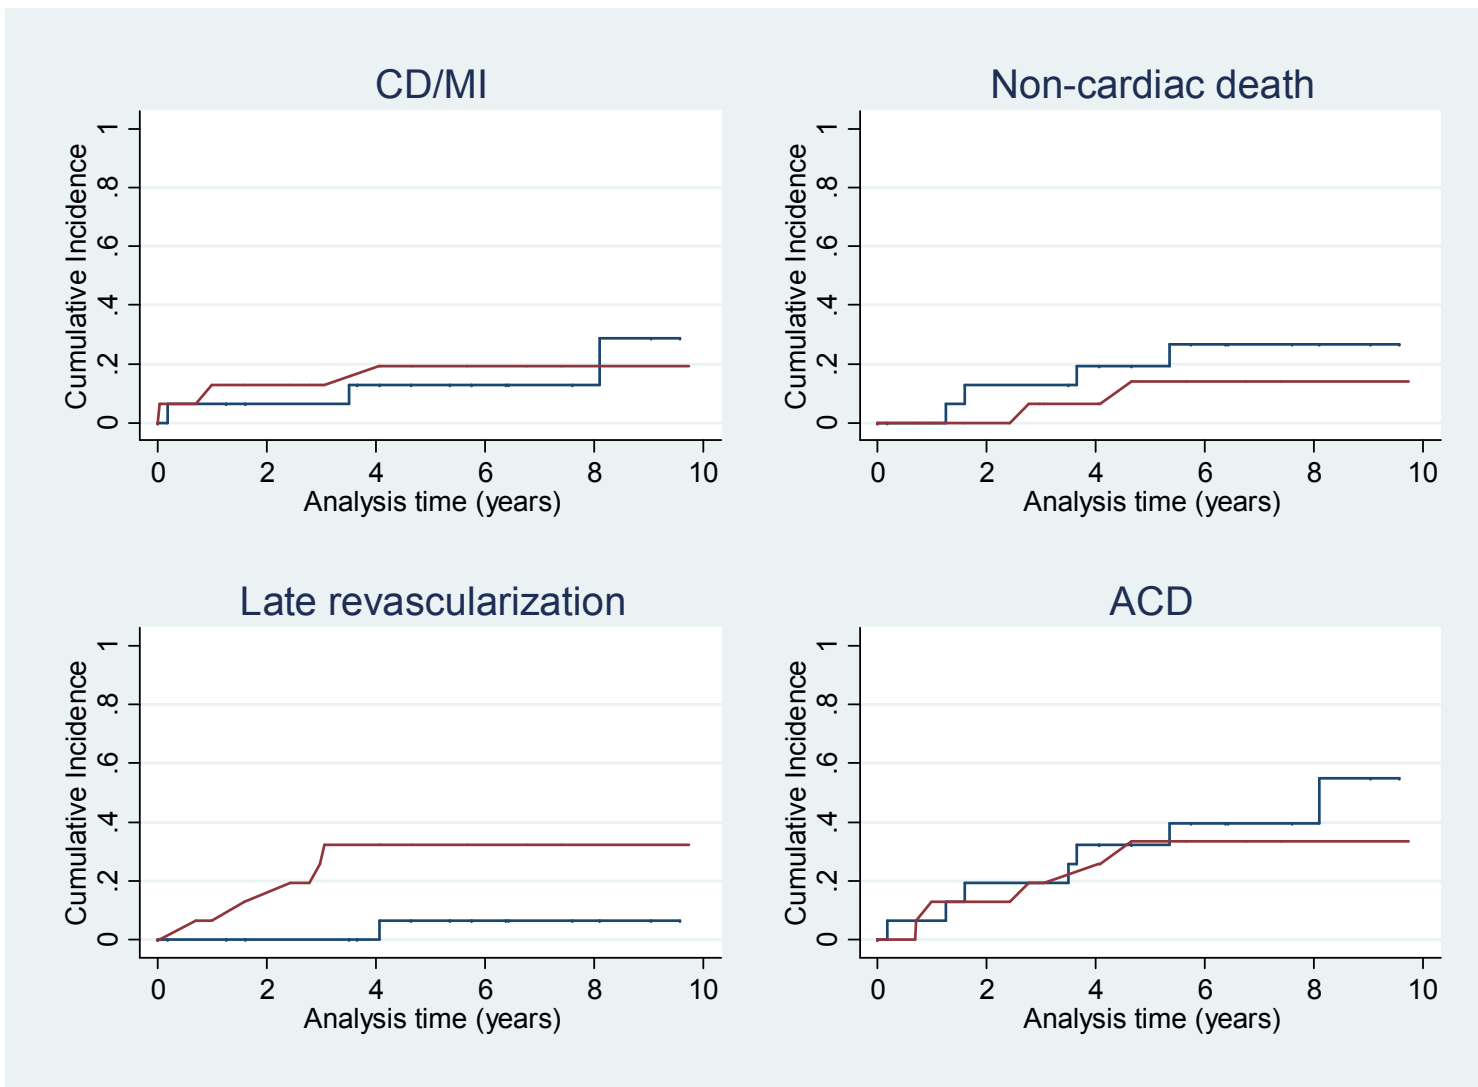 CD/MI
Cumulative Incidence
1
.8
.6
.4
.2
0
0 2 4 6 8 10
Analysis time (years)
Non-cardiac death
Cumulative Incidence
1
.8
.6
.4
.2
0
0 2 4 6 8 10
Analysis time (years)
Late revascularization
Cumulative Incidence
1
.8
.6
.4
.2
0
0 2 4 6 8 10
Analysis time (years)
ACD
Cumulative Incidence
1
.8
.6
.4
.2
0
0 2 4 6 8 10
Analysis time (years)